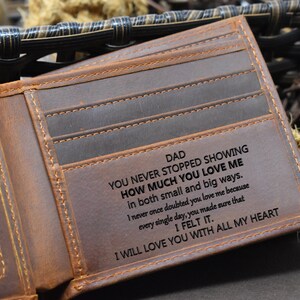 DAD
YOU NEVER STOPPED SHOWING
HOW MUCH YOU LOVE ME
in both small and big ways.
I never once doubted you love me because
every single day, you made sure that
I FELT IT.
I WILL LOVE YOU WITH ALL MY HEART